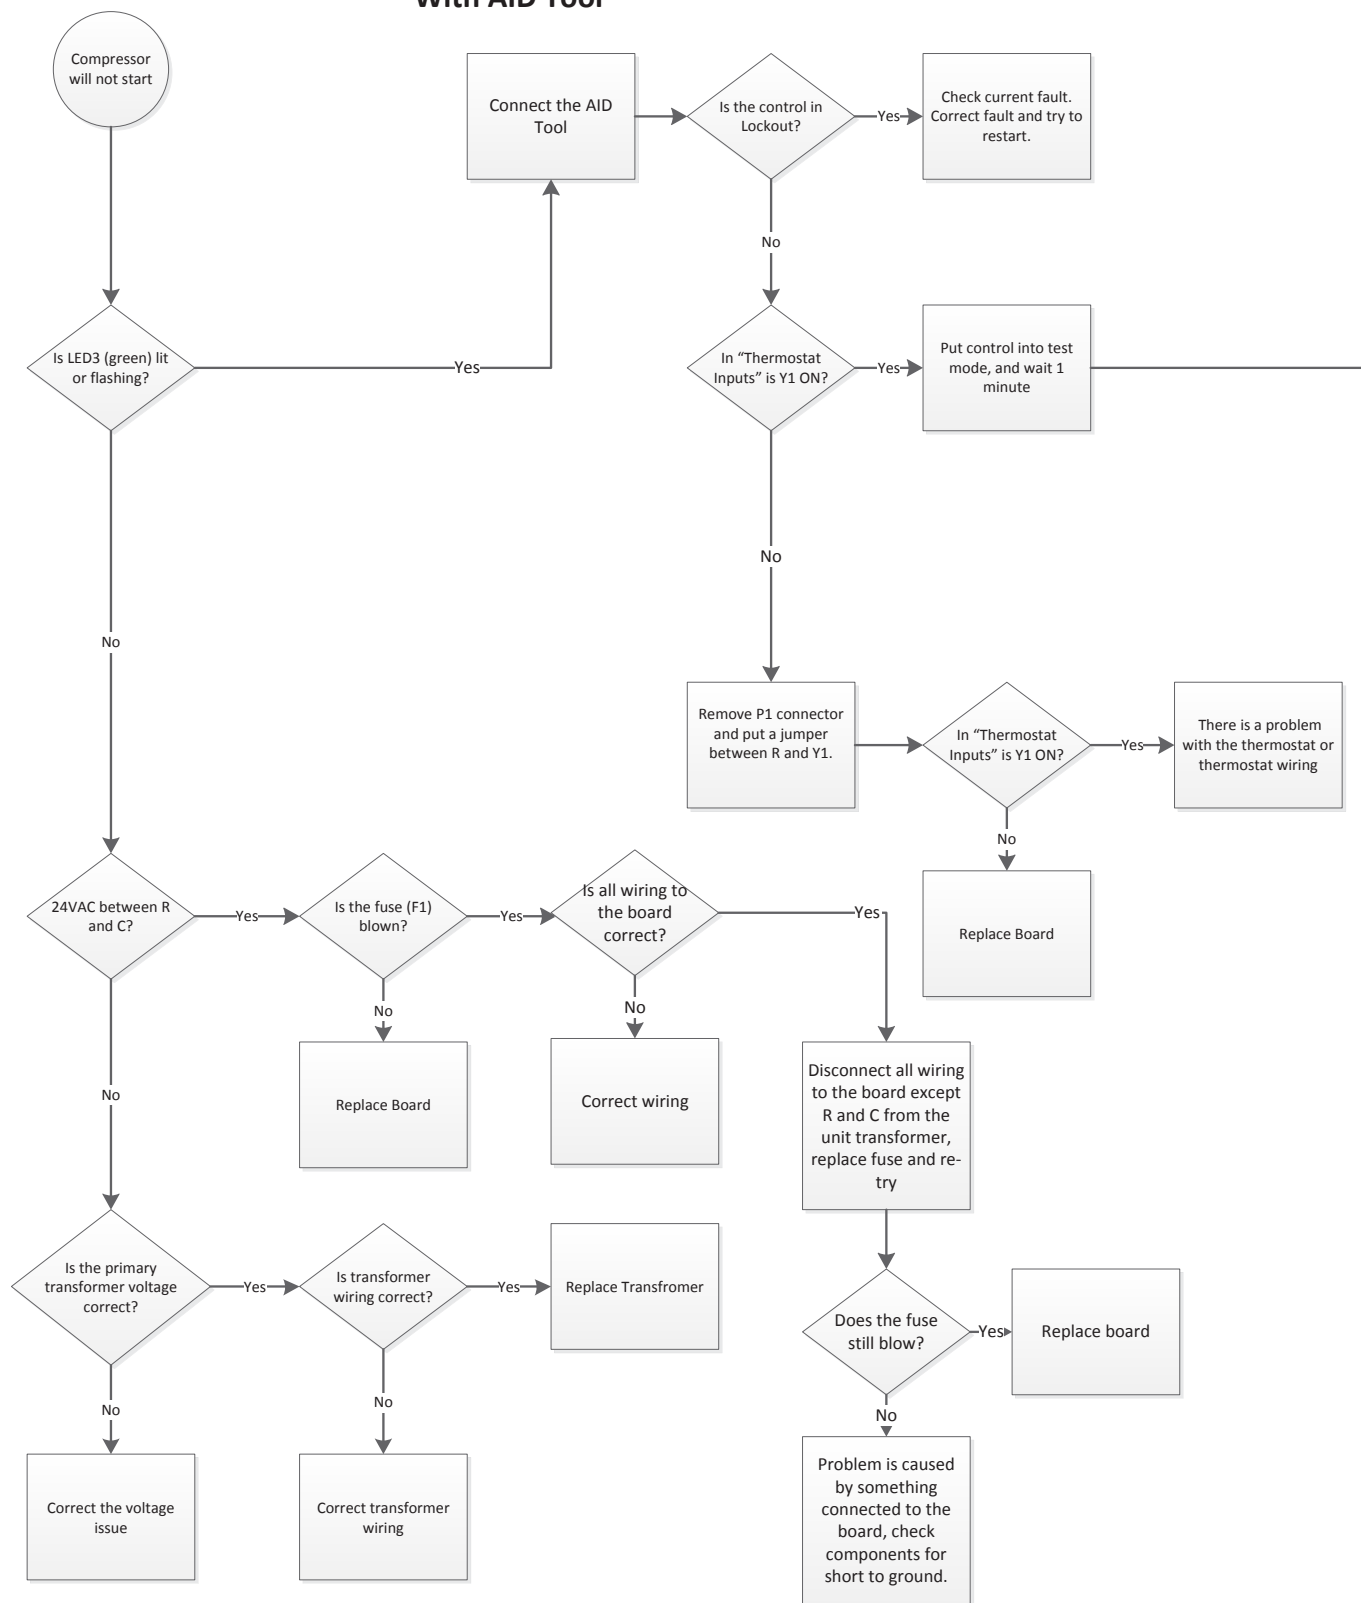 With AID Tool
Compressor
will not start
Connect the AID
Tool
Is the control in
Lockout?
Yes
Check current fault.
Correct fault and try to
restart.
No
Is LED3 (green) lit
or flashing?
Yes
In “Thermostat
Inputs” is Y1 ON?
Yes
Put control into test
mode, and wait 1
minute
No
No
Remove P1 connector
and put a jumper
between R and Y1.
In “Thermostat
Inputs” is Y1 ON?
Yes
There is a problem
with the thermostat or
thermostat wiring
No
Replace Board
24VAC between R
and C?
Yes
Is the fuse (F1)
blown?
Yes
Is all wiring to
the board
correct?
Yes
No
Replace Board
No
Correct wiring
Disconnect all wiring
to the board except
R and C from the
unit transformer,
replace fuse and re-
try
No
Is the primary
transformer voltage
correct?
Yes
Is transformer
wiring correct?
Yes
Replace Transfromer
Does the fuse
still blow?
Yes
Replace board
No
Correct the voltage
issue
No
Correct transformer
wiring
No
Problem is caused
by something
connected to the
board, check
components for
short to ground.